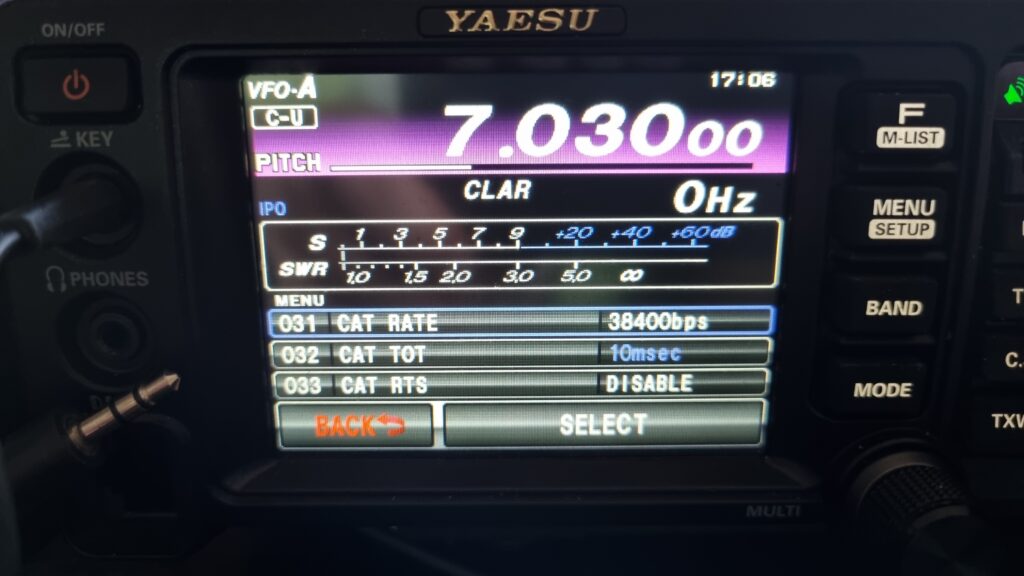 YAESU
ON/OFF
KEY
PHONES
VFO-A
17:06
C-U
7.03000
PITCH
CLAR
0Hz
IPO
S 1 3 5 7 9 +20 +40 +60dB
SWR 1.0 1.5 2.0 3.0 5.0 ∞
MENU
031 CAT RATE 38400bps
032 CAT TOT 10msec
033 CAT RTS DISABLE
BACK SELECT
F
M-LIST
MENU
SETUP
BAND
MODE
C.
TXW
MULTI